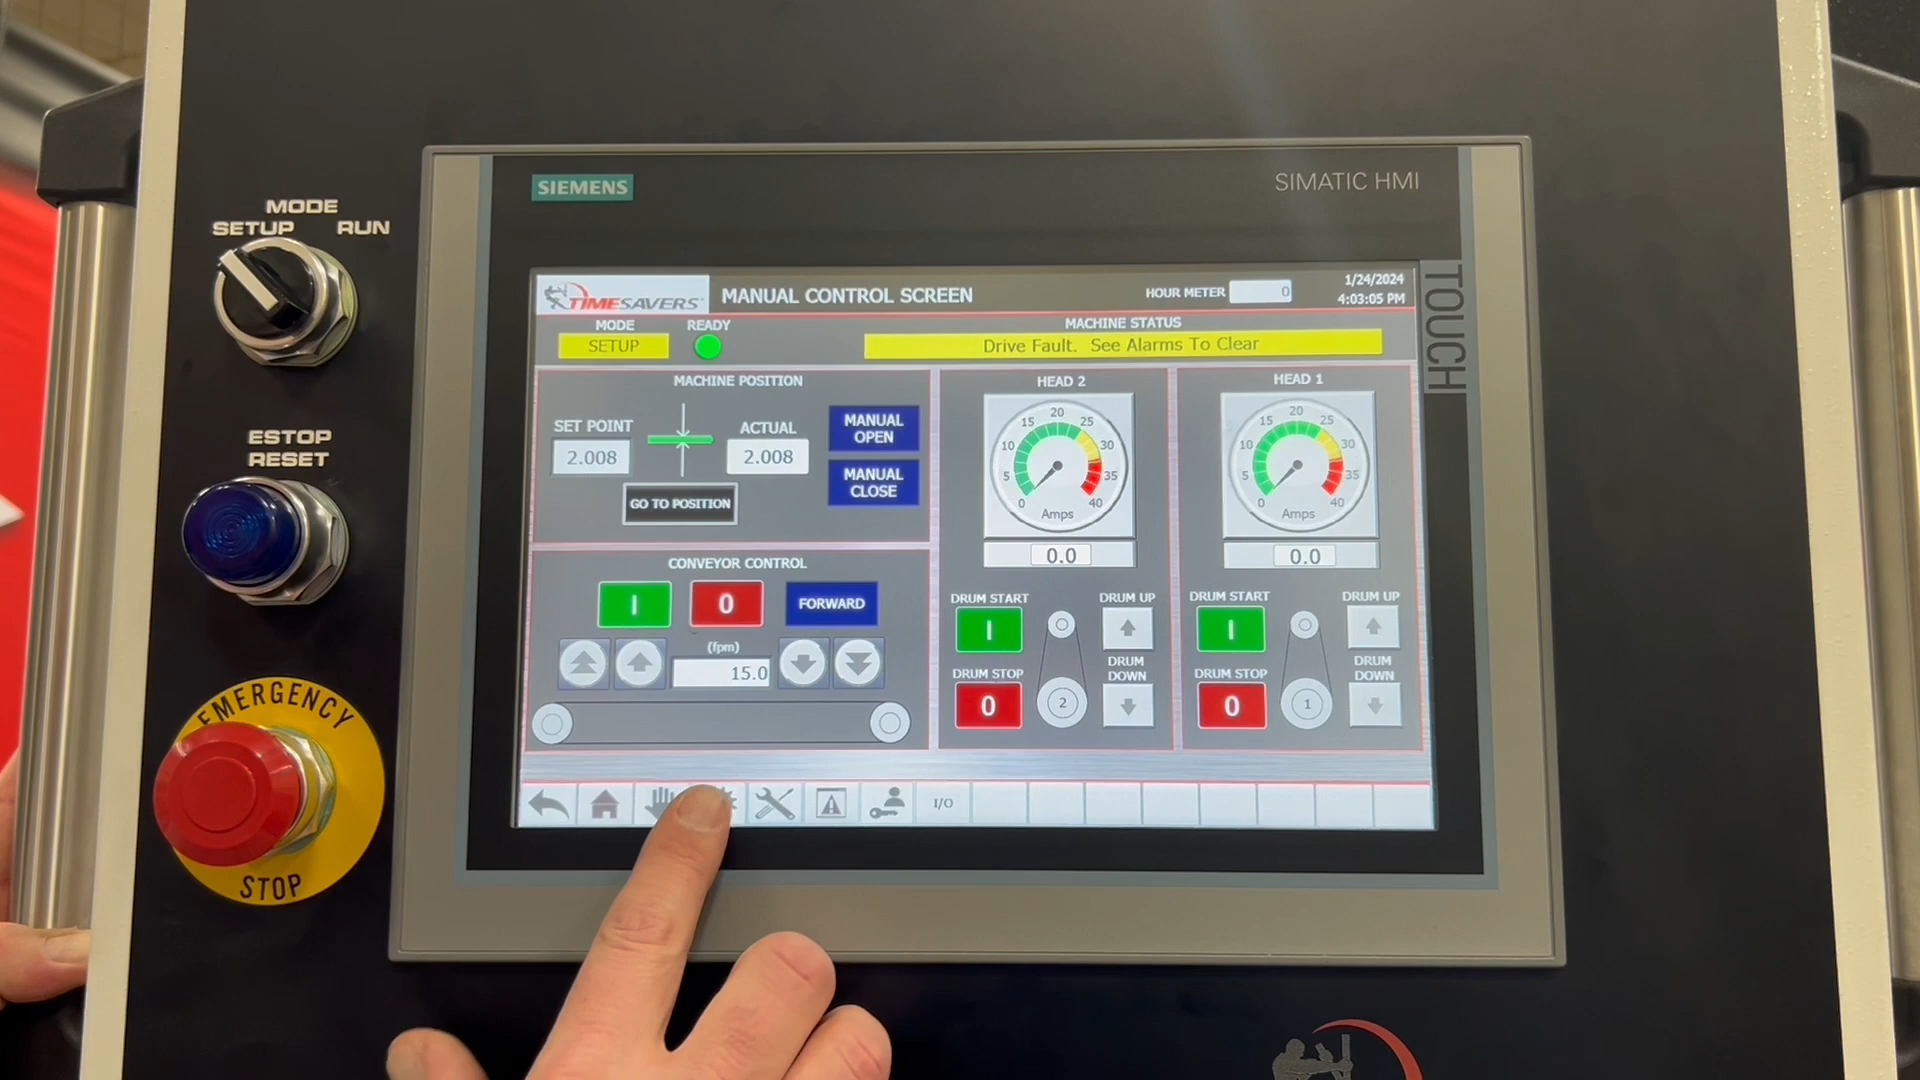 MODE
SETUP RUN
ESTOP
RESET
EMERGENCY
STOP
SIEMENS
SIMATIC HMI
TOUCH
TIMESAVERS
MANUAL CONTROL SCREEN
HOUR METER 0
1/24/2024
4:03:05 PM
MODE READY MACHINE STATUS
SETUP Drive Fault. See Alarms To Clear
MACHINE POSITION
SET POINT ACTUAL
2.008 2.008
GO TO POSITION
MANUAL
OPEN
MANUAL
CLOSE
CONVEYOR CONTROL
I 0 FORWARD
(fpm)
15.0
HEAD 2
0 5 10 15 20 25 30 35 40
Amps
0.0
DRUM START DRUM UP
I
DRUM STOP DRUM
DOWN
0 2
HEAD 1
0 5 10 15 20 25 30 35 40
Amps
0.0
DRUM START DRUM UP
I
DRUM STOP DRUM
DOWN
0 1
I/O